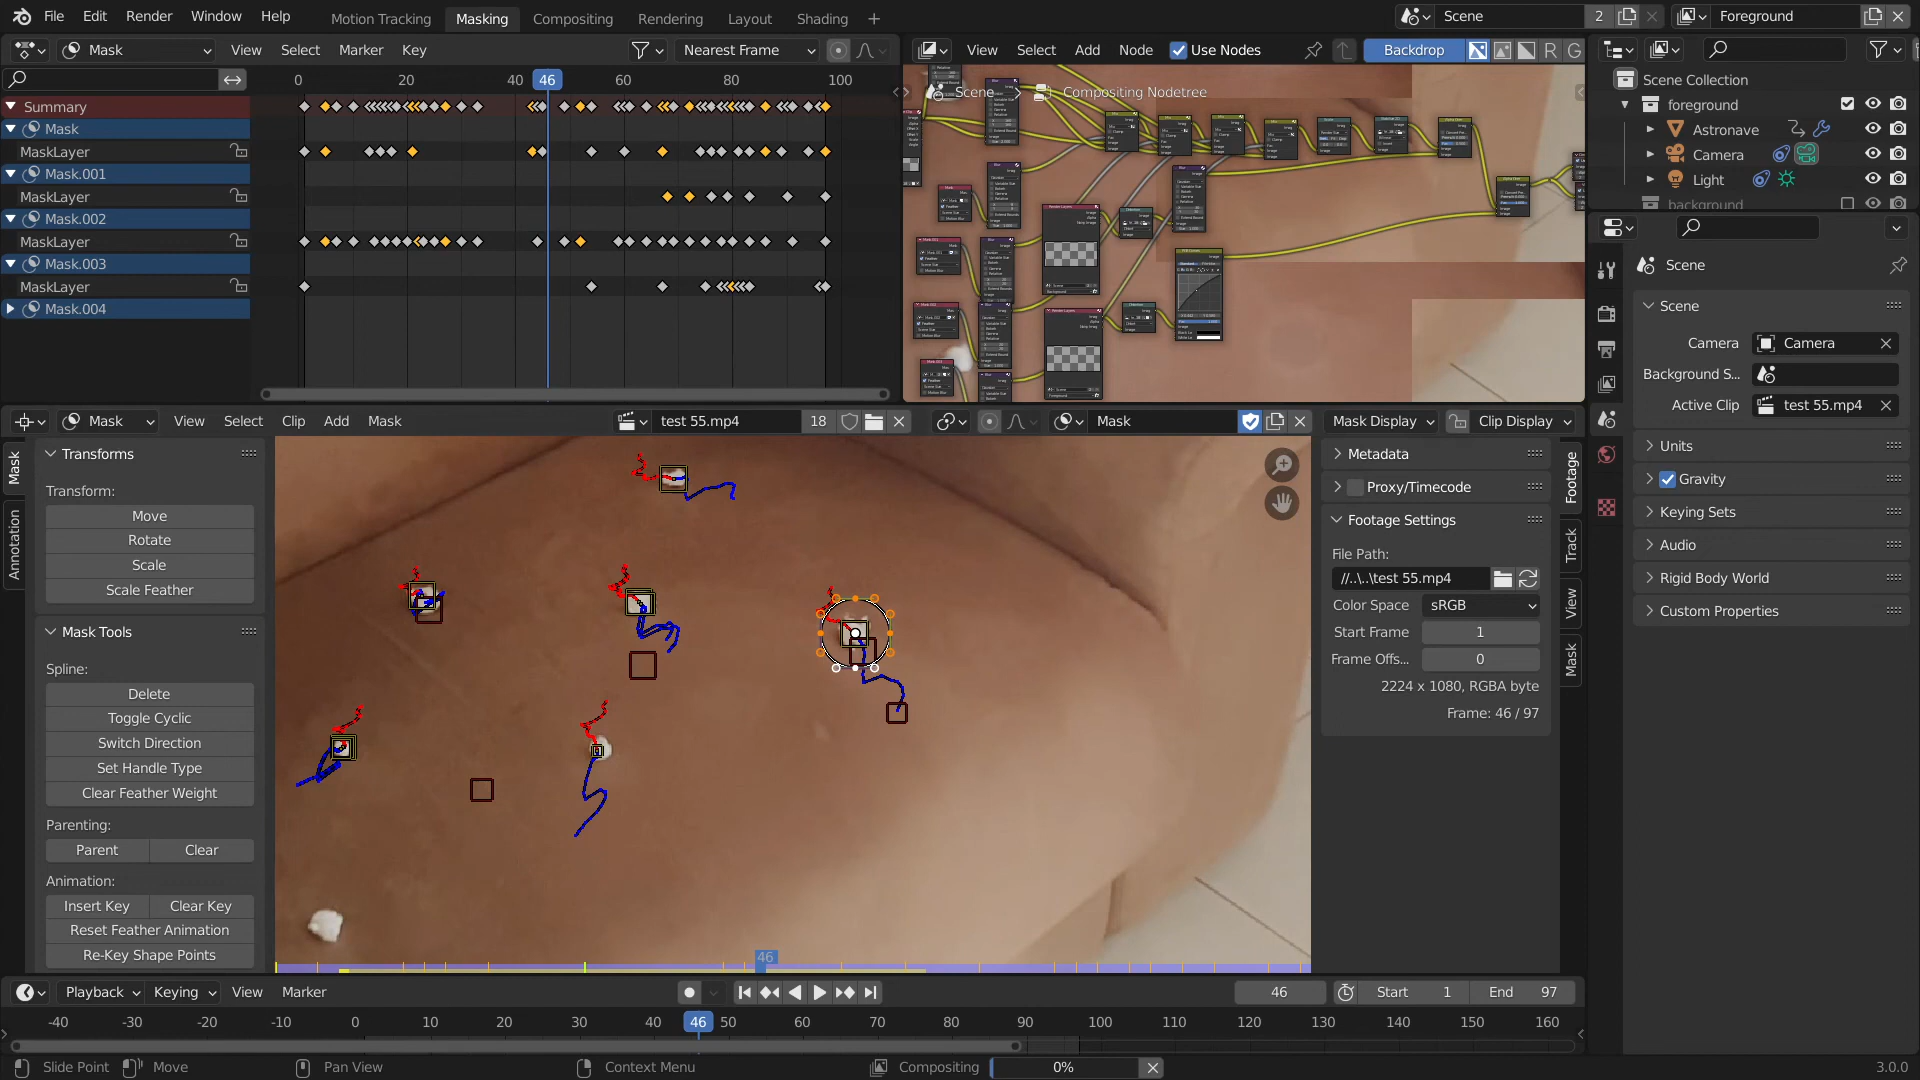 File Edit Render Window Help Motion Tracking Masking Compositing Rendering Layout Shading + Scene 2 Foreground
Mask View Select Marker Key Nearest Frame View Select Add Node Use Nodes Backdrop R G
0 20 40 46 60 80 100
Summary
Mask
MaskLayer
Mask.001
MaskLayer
Mask.002
MaskLayer
Mask.003
MaskLayer
Mask.004
Scene Compositing Nodetree
Scene Collection
foreground
Astronave
Camera
Light
background
Scene
Scene
Camera Camera
Background S...
Active Clip test 55.mp4
Units
Gravity
Keying Sets
Audio
Rigid Body World
Custom Properties
Mask View Select Clip Add Mask test 55.mp4 18 Mask Mask Display Clip Display
Mask
Annotation
Transforms
Transform:
Move
Rotate
Scale
Scale Feather
Mask Tools
Spline:
Delete
Toggle Cyclic
Switch Direction
Set Handle Type
Clear Feather Weight
Parenting:
Parent Clear
Animation:
Insert Key Clear Key
Reset Feather Animation
Re-Key Shape Points
46
Metadata
Proxy/Timecode
Footage Settings
File Path:
//..\..\test 55.mp4
Color Space sRGB
Start Frame 1
Frame Offs... 0
2224 x 1080, RGBA byte
Frame: 46 / 97
Footage
Track
View
Mask
Playback Keying View Marker 46 Start 1 End 97
-40 -30 -20 -10 0 10 20 30 40 46 50 60 70 80 90 100 110 120 130 140 150 160
Slide Point Move Pan View Context Menu Compositing 0% 3.0.0